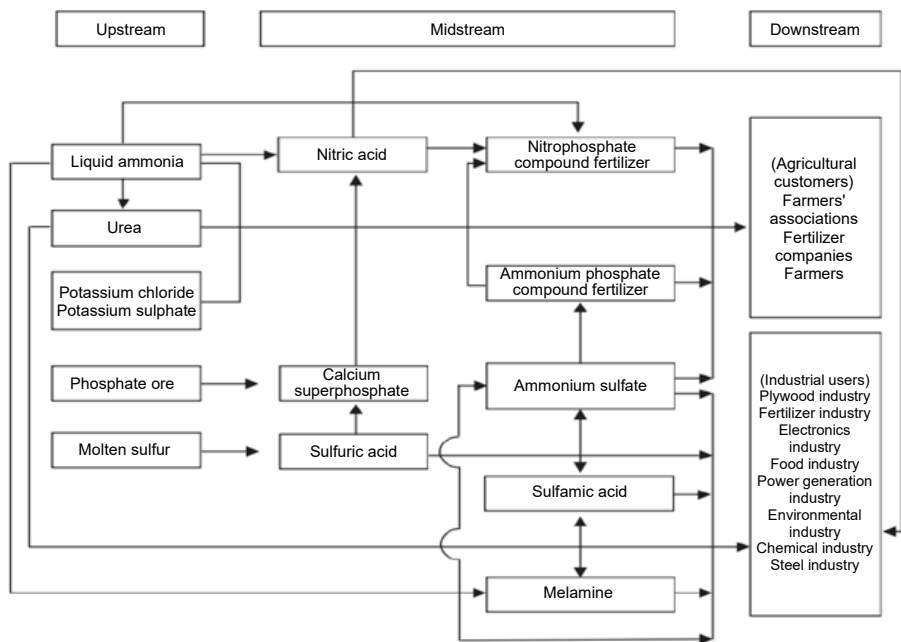 Upstream
Midstream
Downstream
Liquid ammonia
Nitric acid
Nitrophosphate
compound fertilizer
(Agricultural
customers)
Farmers'
associations
Fertilizer
companies
Farmers
Urea
Potassium chloride
Potassium sulphate
Ammonium phosphate
compound fertilizer
Phosphate ore
Calcium
superphosphate
Ammonium sulfate
(Industrial users)
Plywood industry
Fertilizer industry
Electronics
industry
Food industry
Power generation
industry
Environmental
industry
Chemical industry
Steel industry
Molten sulfur
Sulfuric acid
Sulfamic acid
Melamine